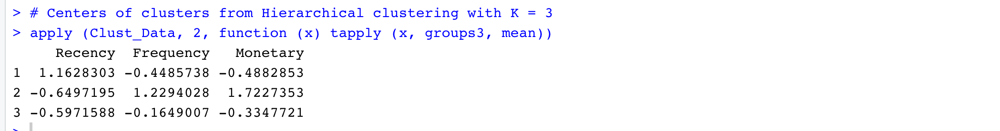 > # Centers of clusters from Hierarchical clustering with K = 3
> apply (Clust_Data, 2, function (x) tapply (x, groups3, mean))
Recency Frequency Monetary
1 1.1628303 -0.4485738 -0.4882853
2 -0.6497195 1.2294028 1.7227353
3 -0.5971588 -0.1649007 -0.3347721
>